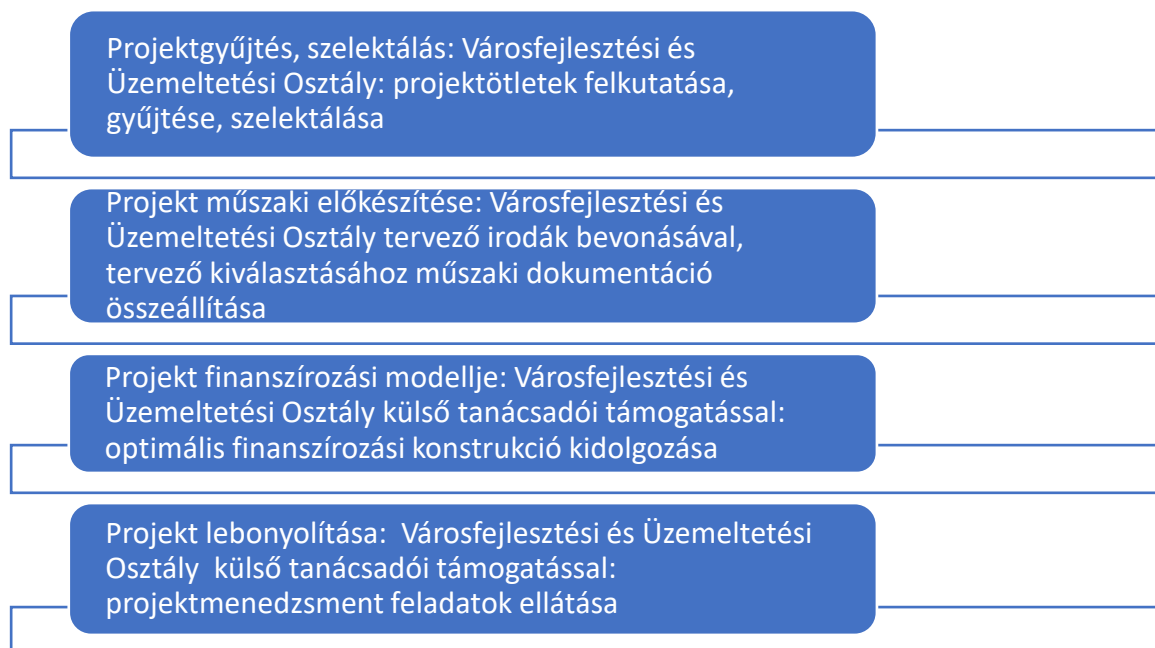 Projektgyűjtés, szelektálás: Városfejlesztési és
Üzemeltetési Osztály: projektötletek felkutatása,
gyűjtése, szelektálása
Projekt műszaki előkészítése: Városfejlesztési és
Üzemeltetési Osztály tervező irodák bevonásával,
tervező kiválasztásához műszaki dokumentáció
összeállítása
Projekt finanszírozási modellje: Városfejlesztési és
Üzemeltetési Osztály külső tanácsadói támogatással:
optimális finanszírozási konstrukció kidolgozása
Projekt lebonyolítása:  Városfejlesztési és Üzemeltetési
Osztály  külső tanácsadói támogatással:
projektmenedzsment feladatok ellátása